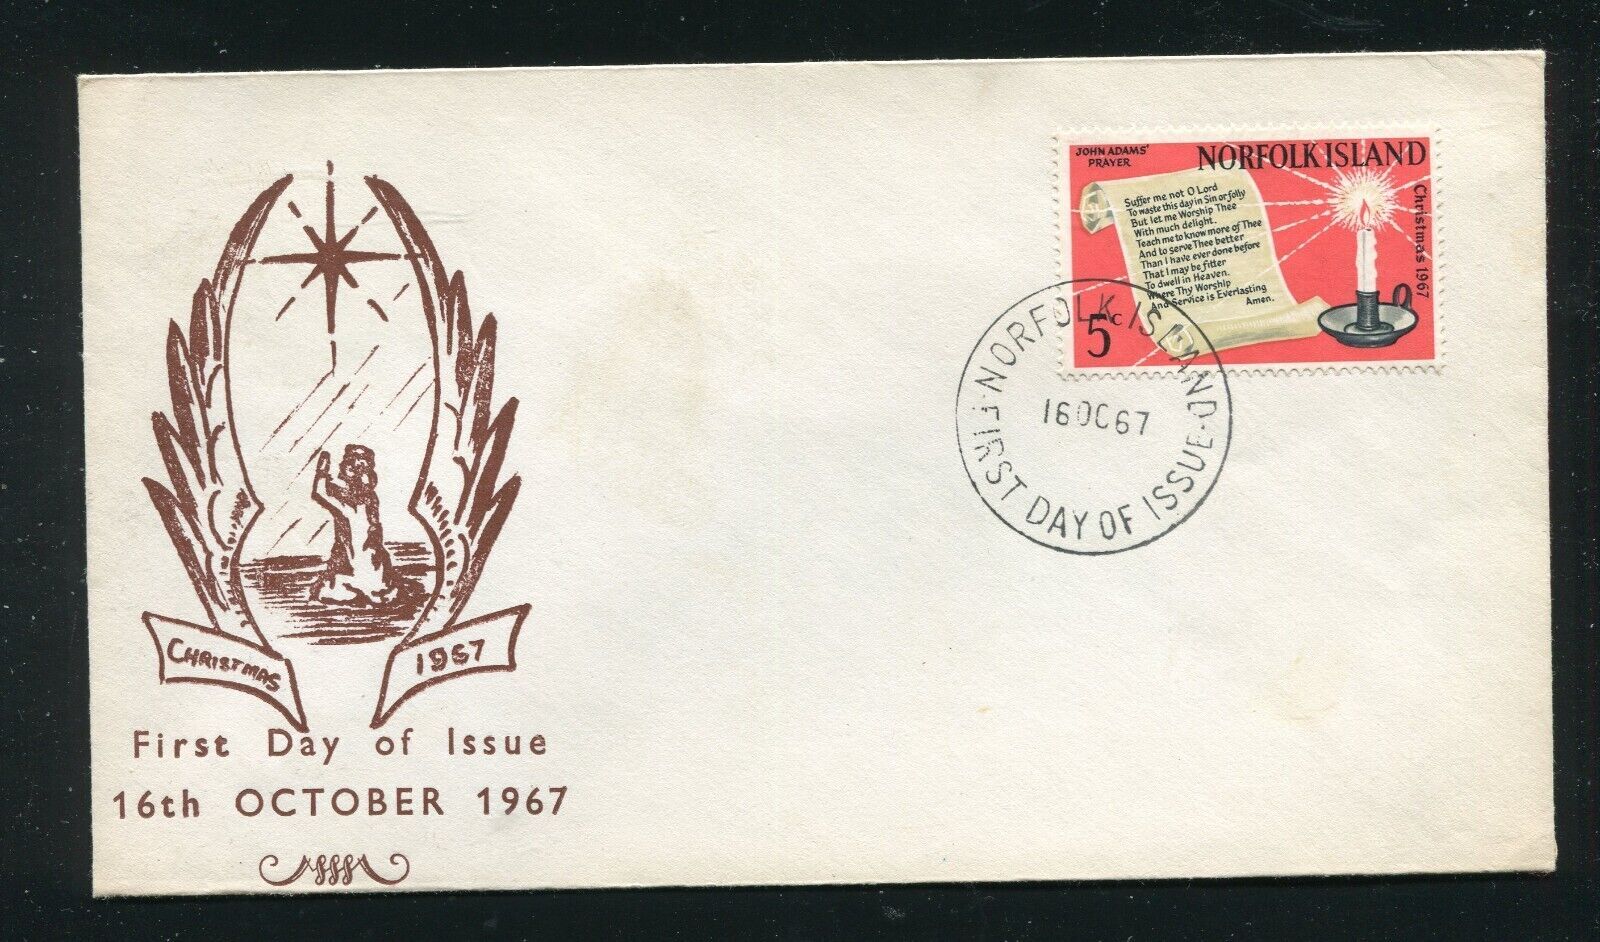 JOHN ADAMS'
PRAYER
NORFOLK ISLAND
Christmas 1967
Suffer me not O Lord
To waste this day in Sin or folly
But let me Worship Thee
With much delight.
Teach me to know more of Thee
And to serve Thee better
Than I have ever done before
That I may be fitter
To dwell in Heaven.
Where Thy Worship
And Service is Everlasting
Amen.
5c
NORFOLK ISLAND
16 OC 67
FIRST DAY OF ISSUE
CHRISTMAS 1967
First Day of Issue
16th OCTOBER 1967